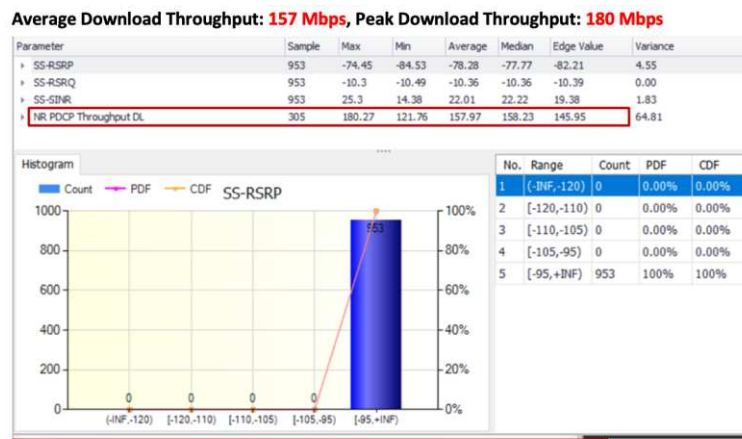 Average Download Throughput: 157 Mbps, Peak Download Throughput: 180 Mbps
Parameter Sample Max Min Average Median Edge Value Variance
SS-RSRP 953 -74.45 -84.53 -78.28 -77.77 -82.21 4.55
SS-RSRQ 953 -10.3 -10.49 -10.36 -10.36 -10.39 0.00
SS-SINR 953 25.3 14.38 22.01 22.22 19.38 1.83
NR PDCP Throughput DL 305 180.27 121.76 157.97 158.23 145.95 64.81
Histogram
Count PDF CDF SS-RSRP
1000 100%
953
800 80%
600 60%
400 40%
200 20%
0 0 0 0
0 0%
(-INF,-120) [-120,-110) [-110,-105) [-105,-95) [-95,+INF)
No. Range Count PDF CDF
1 (-INF,-120) 0 0.00% 0.00%
2 [-120,-110) 0 0.00% 0.00%
3 [-110,-105) 0 0.00% 0.00%
4 [-105,-95) 0 0.00% 0.00%
5 [-95,+INF) 953 100% 100%